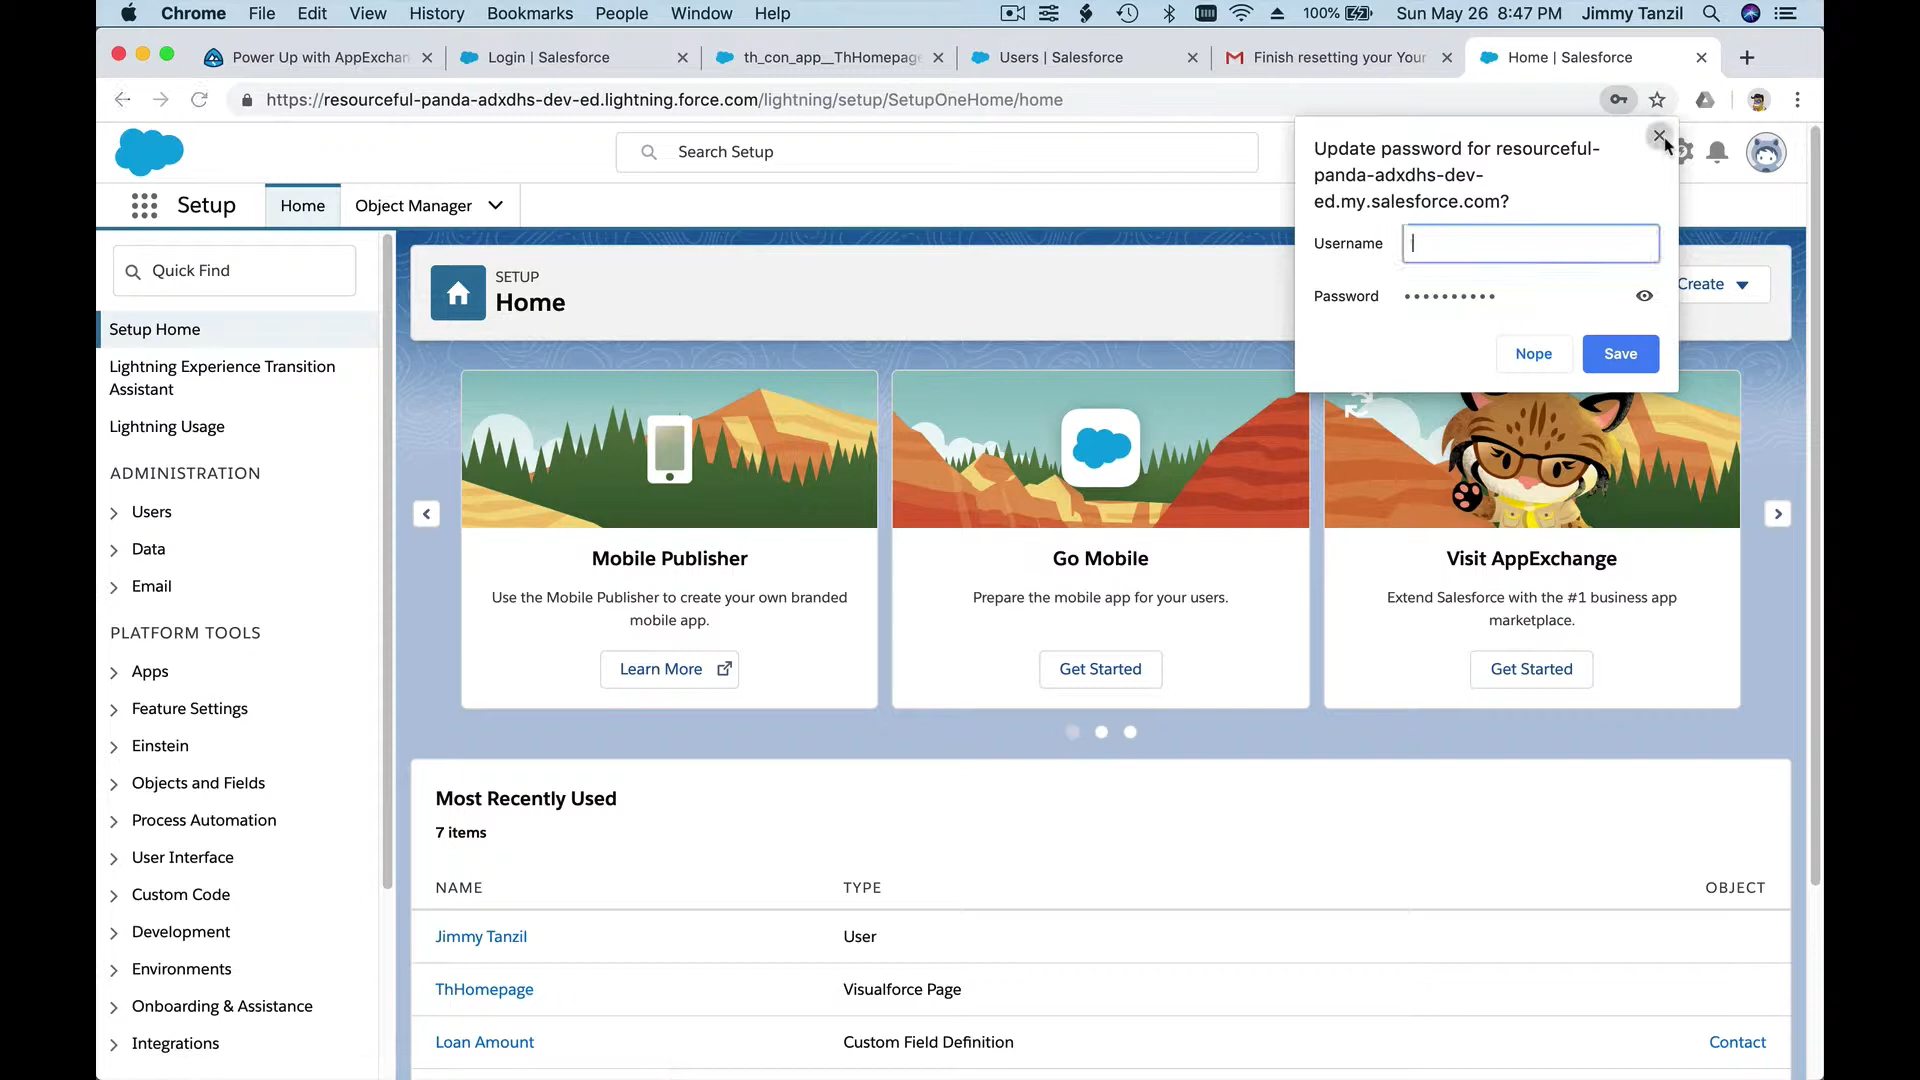 Chrome File Edit View History Bookmarks People Window Help 100% Sun May 26 8:47 PM Jimmy Tanzil
Power Up with AppExchan
Login | Salesforce
th_con_app__ThHomepage
Users | Salesforce
Finish resetting your Your
Home | Salesforce
https://resourceful-panda-adxdhs-dev-ed.lightning.force.com/lightning/setup/SetupOneHome/home
Search Setup
Setup
Home
Object Manager
Update password for resourceful-
panda-adxdhs-dev-
ed.my.salesforce.com?
Username
Password
Nope
Save
Quick Find
Setup Home
Lightning Experience Transition
Assistant
Lightning Usage
ADMINISTRATION
Users
Data
Email
PLATFORM TOOLS
Apps
Feature Settings
Einstein
Objects and Fields
Process Automation
User Interface
Custom Code
Development
Environments
Onboarding & Assistance
Integrations
SETUP
Home
Create
Mobile Publisher
Use the Mobile Publisher to create your own branded
mobile app.
Learn More
Go Mobile
Prepare the mobile app for your users.
Get Started
Visit AppExchange
Extend Salesforce with the #1 business app
marketplace.
Get Started
Most Recently Used
7 items
NAME TYPE OBJECT
Jimmy Tanzil User
ThHomepage Visualforce Page
Loan Amount Custom Field Definition Contact